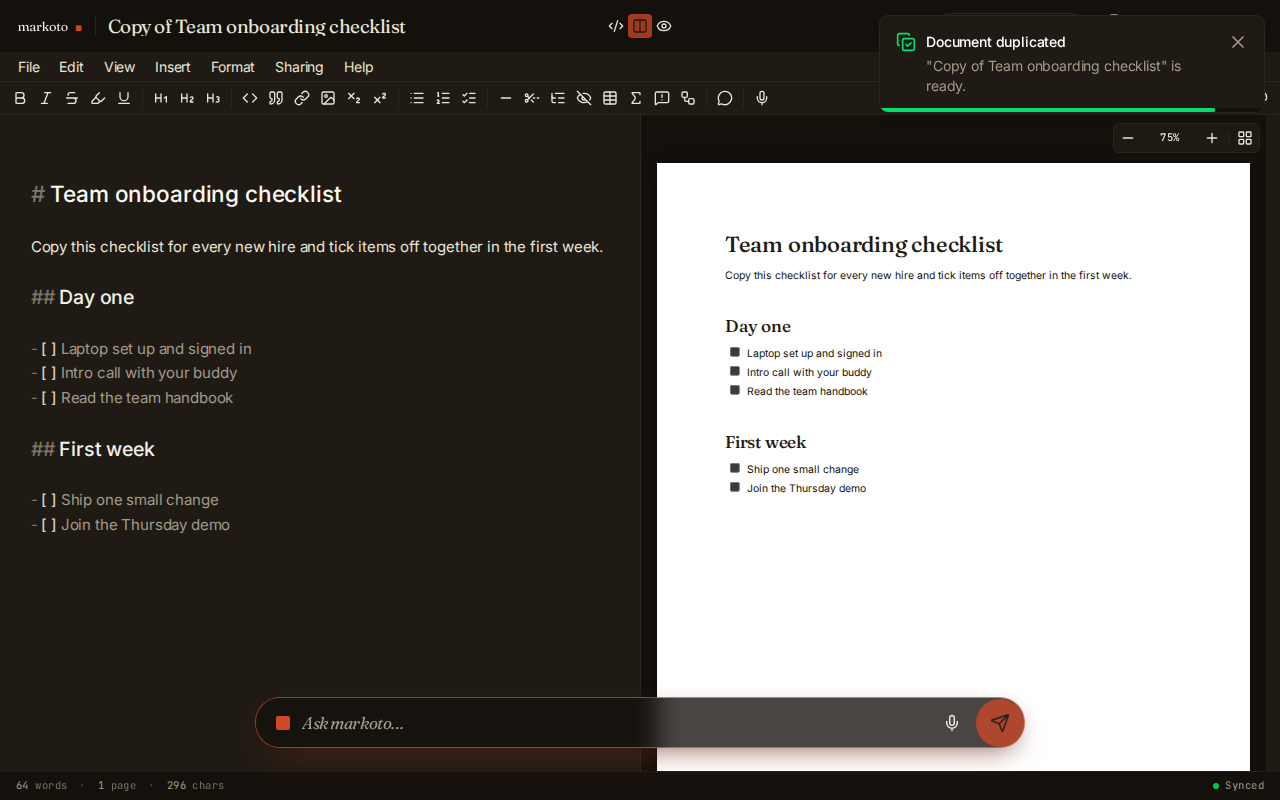 markoto
Copy of Team onboarding checklist
Document duplicated
"Copy of Team onboarding checklist" is
ready.
File Edit View Insert Format Sharing Help
B I S U H1 H2 H3 X2 X2
75%
# Team onboarding checklist
Copy this checklist for every new hire and tick items off together in the first week.
## Day one
- [ ] Laptop set up and signed in
- [ ] Intro call with your buddy
- [ ] Read the team handbook
## First week
- [ ] Ship one small change
- [ ] Join the Thursday demo
Team onboarding checklist
Copy this checklist for every new hire and tick items off together in the first week.
Day one
Laptop set up and signed in
Intro call with your buddy
Read the team handbook
First week
Ship one small change
Join the Thursday demo
Ask markoto...
64 words · 1 page · 296 chars
Synced